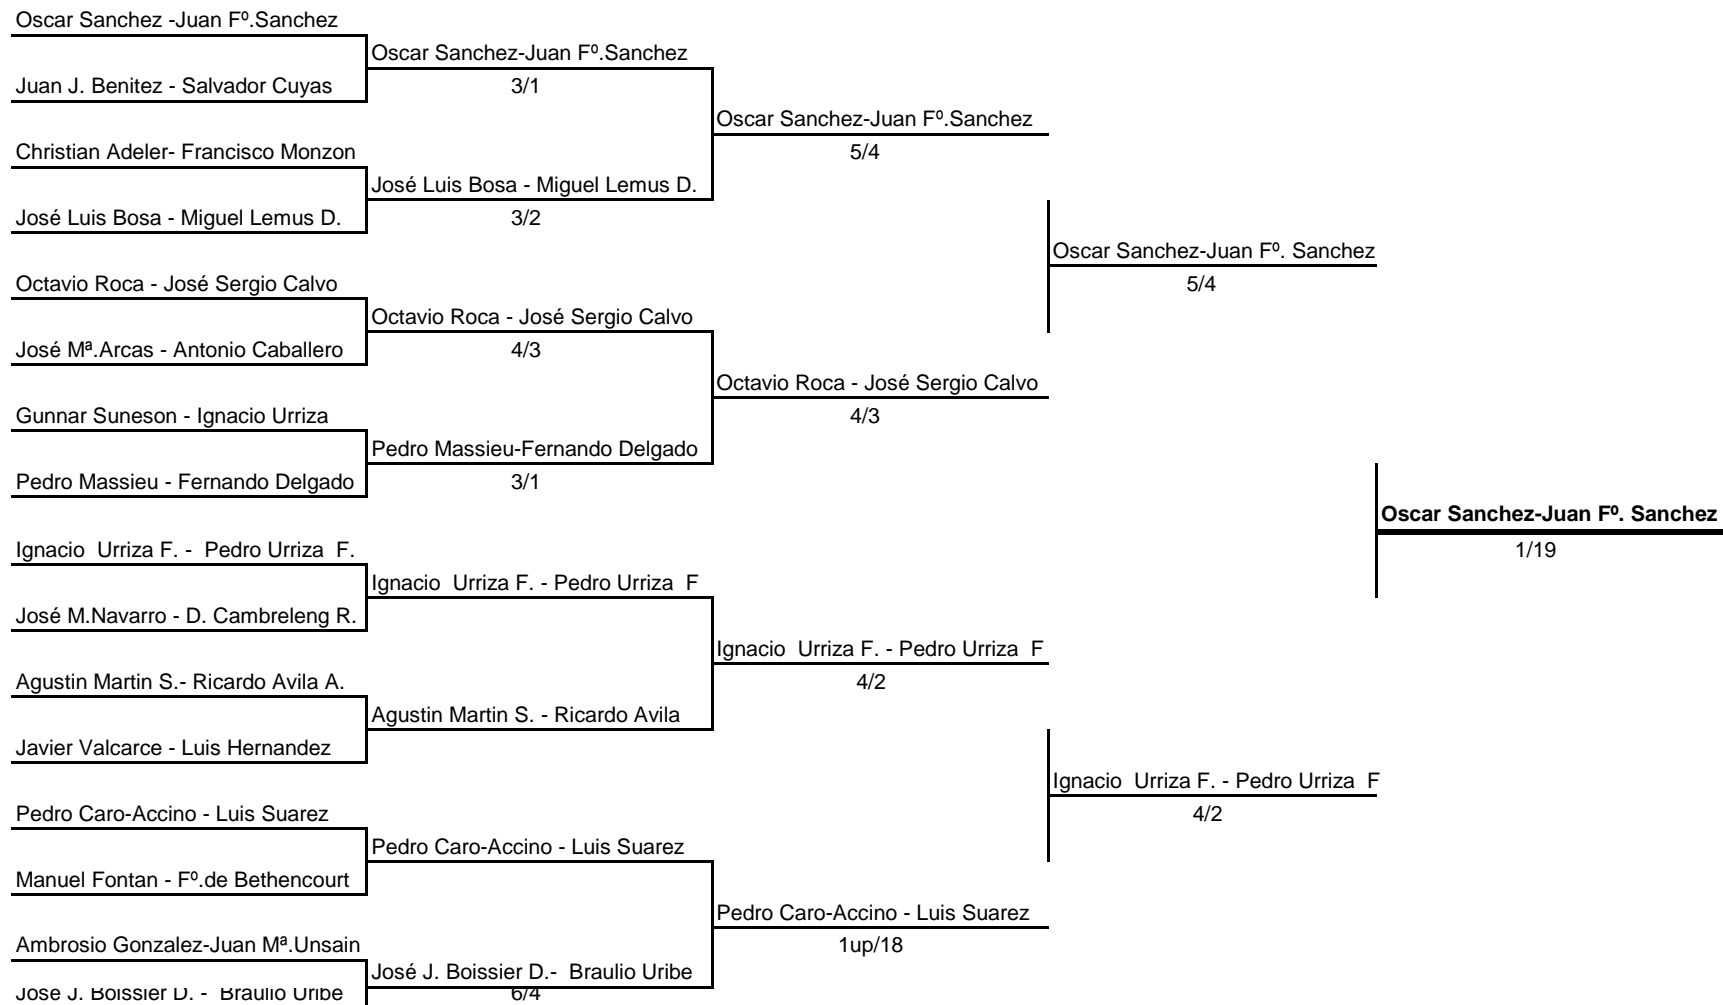 Oscar Sanchez -Juan Fº.Sanchez
Oscar Sanchez-Juan Fº.Sanchez
Juan J. Benitez - Salvador Cuyas
3/1
Oscar Sanchez-Juan Fº.Sanchez
Christian Adeler- Francisco Monzon
5/4
José Luis Bosa - Miguel Lemus D.
José Luis Bosa - Miguel Lemus D.
3/2
Oscar Sanchez-Juan Fº. Sanchez
Octavio Roca - José Sergio Calvo
5/4
Octavio Roca - José Sergio Calvo
José Mª.Arcas - Antonio Caballero
4/3
Octavio Roca - José Sergio Calvo
Gunnar Suneson - Ignacio Urriza
4/3
Pedro Massieu-Fernando Delgado
Pedro Massieu - Fernando Delgado
3/1
Oscar Sanchez-Juan Fº. Sanchez
Ignacio  Urriza F. -  Pedro Urriza  F.
1/19
Ignacio  Urriza F. - Pedro Urriza  F
José M.Navarro - D. Cambreleng R.
Ignacio  Urriza F. - Pedro Urriza  F
Agustin Martin S.- Ricardo Avila A.
4/2
Agustin Martin S. - Ricardo Avila
Javier Valcarce - Luis Hernandez
Ignacio  Urriza F. - Pedro Urriza  F
Pedro Caro-Accino - Luis Suarez
4/2
Pedro Caro-Accino - Luis Suarez
Manuel Fontan - Fº.de Bethencourt
Pedro Caro-Accino - Luis Suarez
Ambrosio Gonzalez-Juan Mª.Unsain
1up/18
José J. Boissier D.-  Braulio Uribe
José J. Boissier D. -  Braulio Uribe
6/4